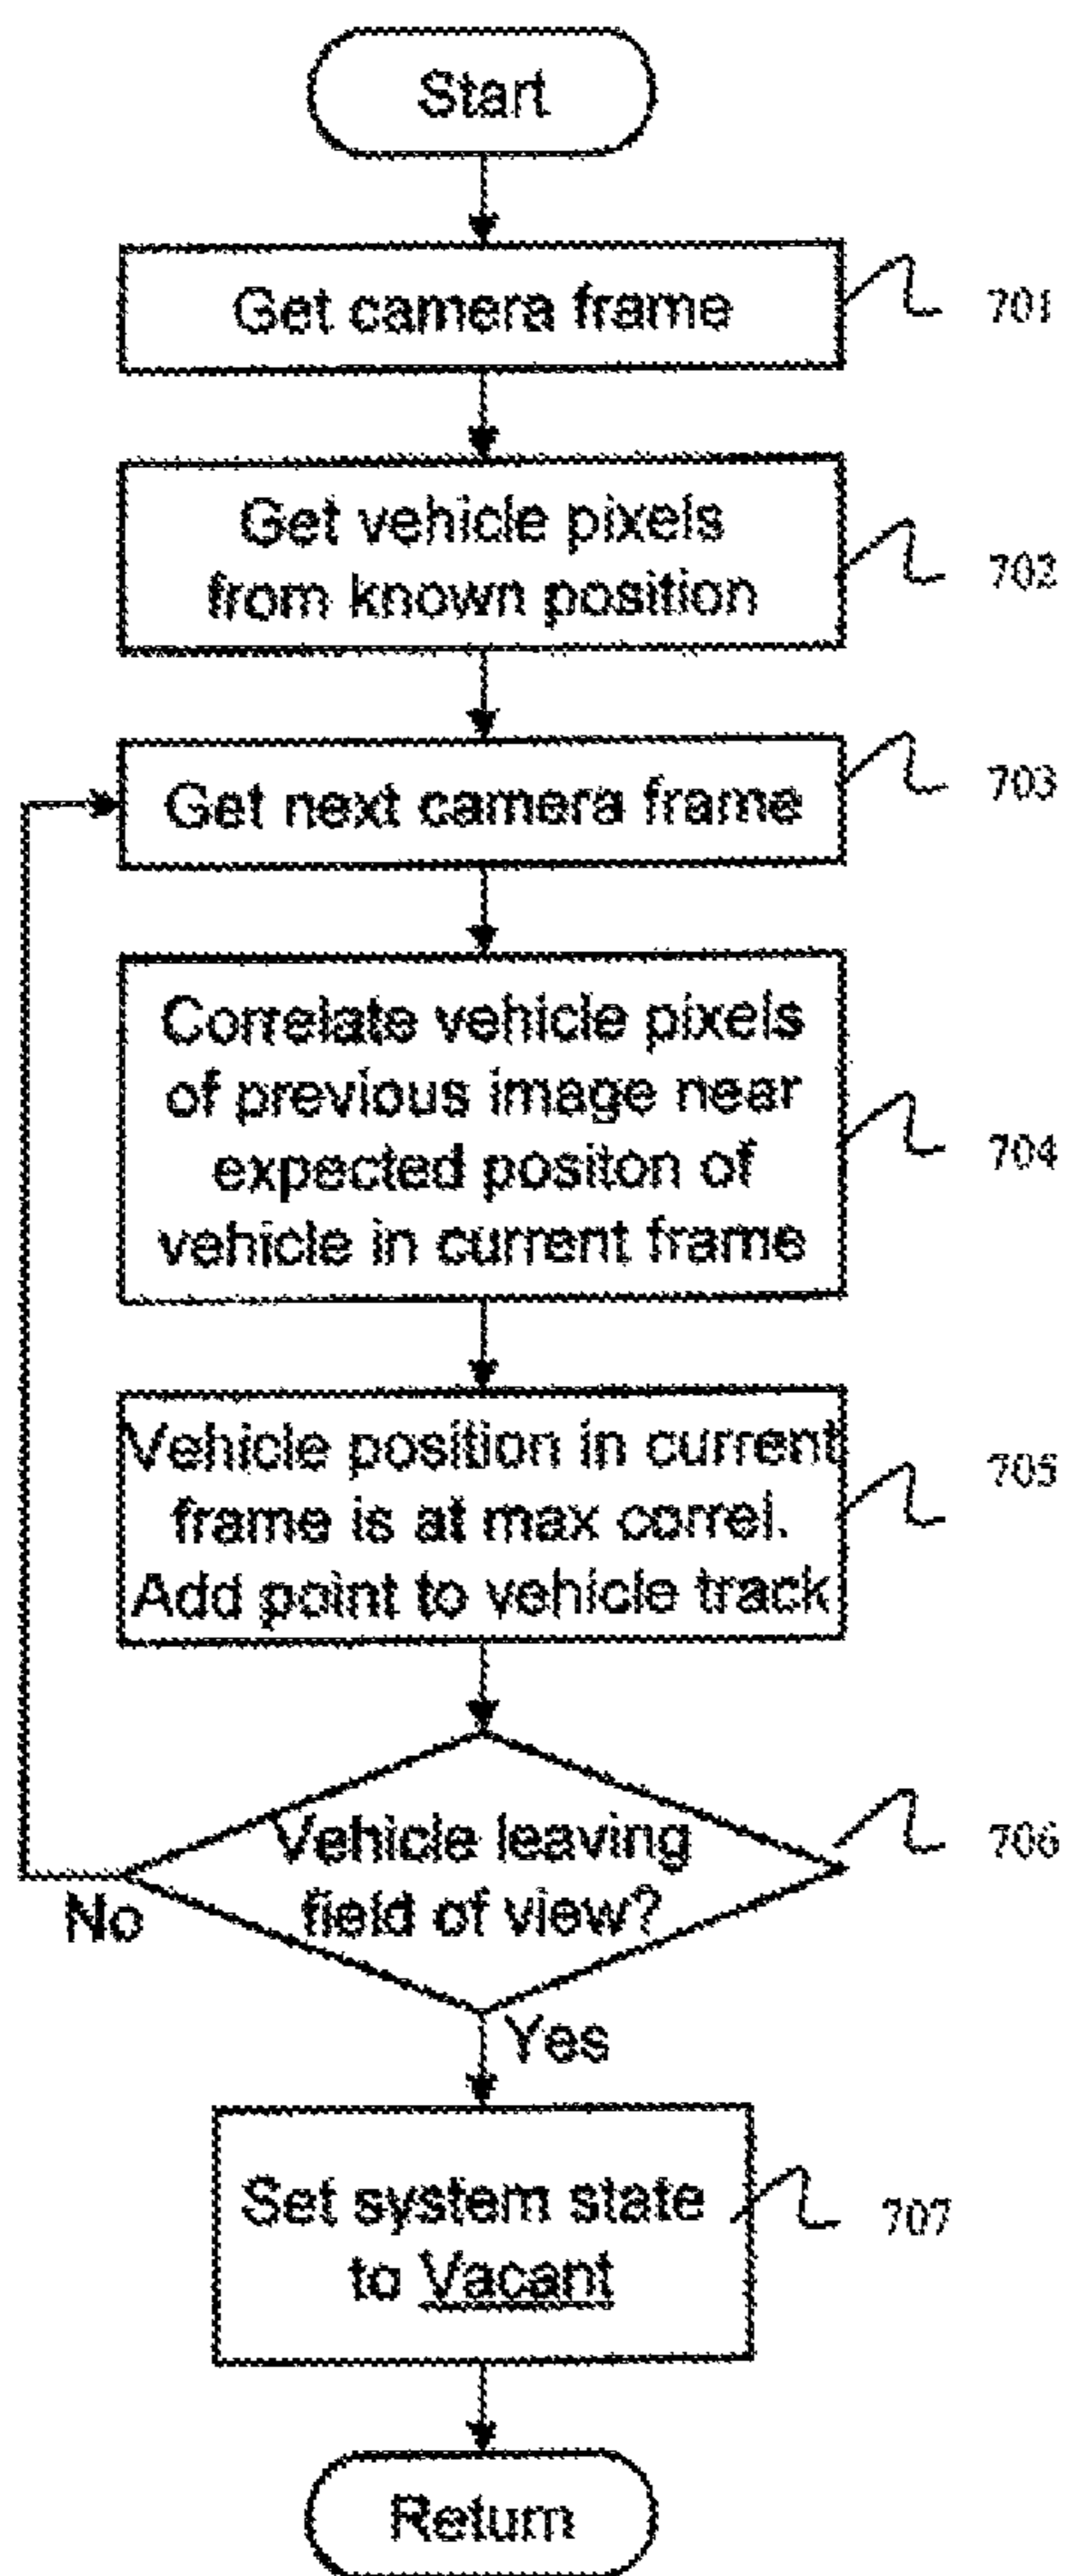 Start
Get camera frame
701
Get vehicle pixels
from known position
702
Get next camera frame
703
Correlate vehicle pixels
of previous image near
expected positon of
vehicle in current frame
704
Vehicle position in current
frame is at max correl.
Add point to vehicle track
705
Vehicle leaving
field of view?
706
No
Yes
Set system state
to Vacant
707
Return